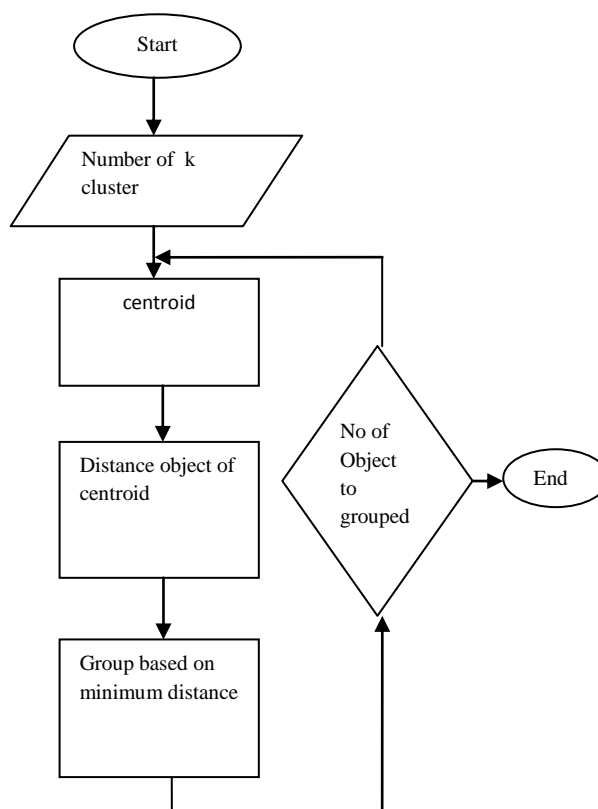 Start
Number of k
cluster
centroid
Distance object of
centroid
Group based on
minimum distance
No of
Object
to
grouped
End